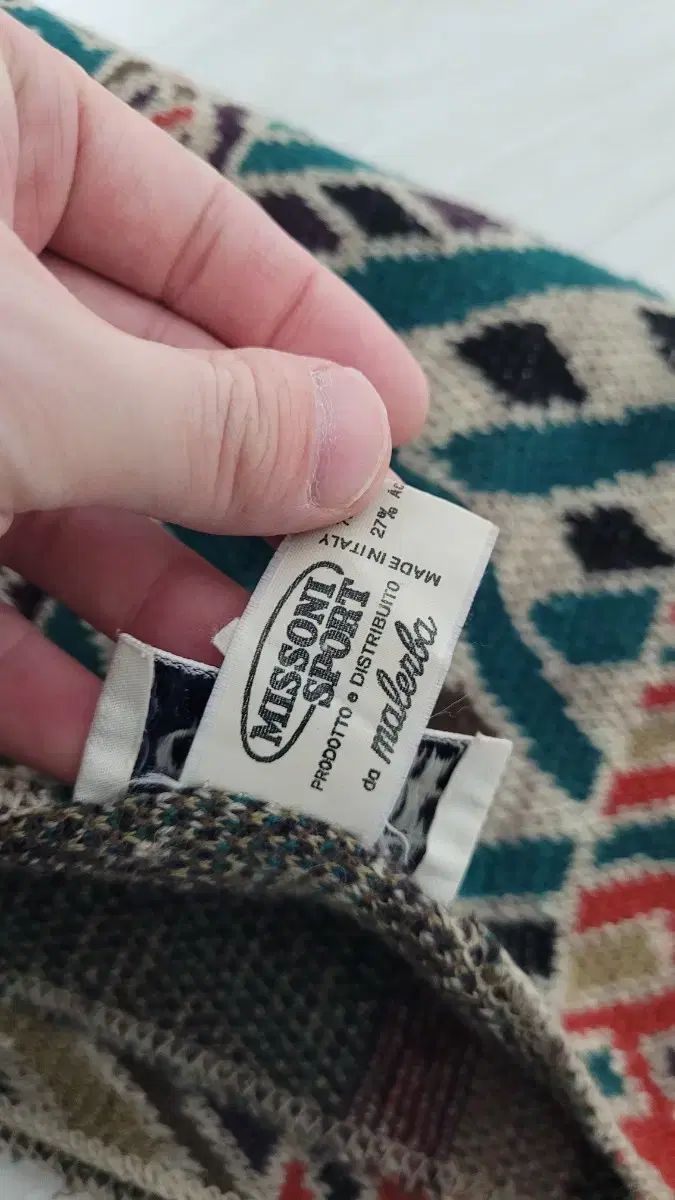 MISSONI
SPORT
PRODOTTO e DISTRIBUITO
da malerba
MADE IN ITALY
27%